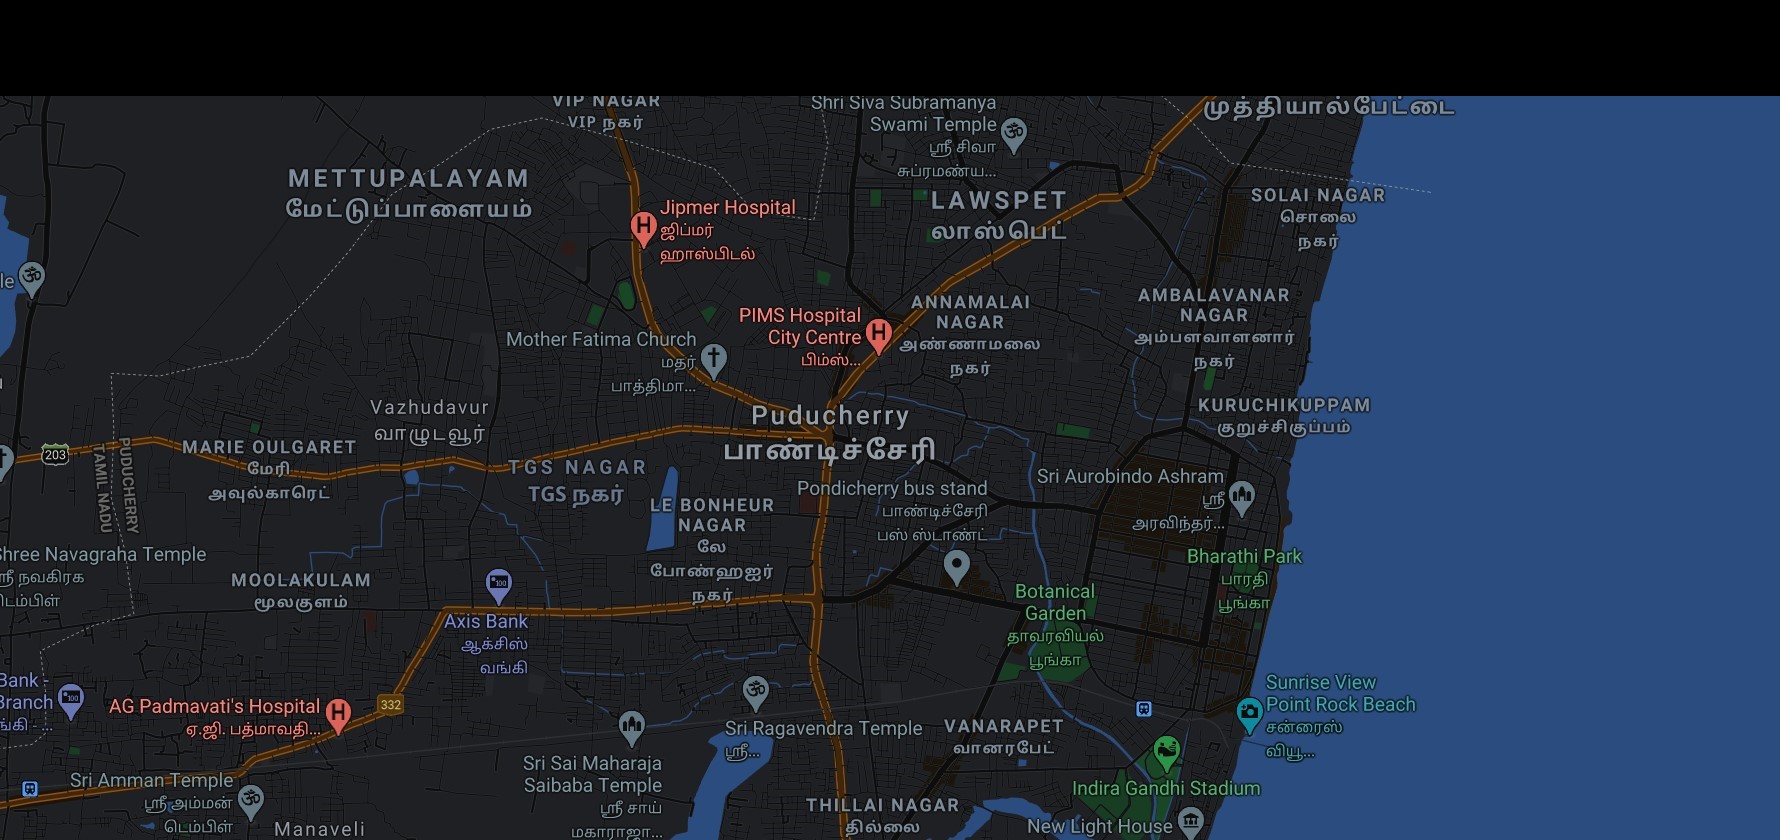 VIP NAGAR
VIP நகர்
Shri Siva Subramanya
Swami Temple
ஸ்ரீ சிவா
சுப்ரமண்ய...
முத்தியால்பேட்டை
METTUPALAYAM
மேட்டுப்பாளையம்
LAWSPET
லாஸ்பெட்
SOLAI NAGAR
சொலை
நகர்
Jipmer Hospital
ஜிப்மர்
ஹாஸ்பிடல்
le
PIMS Hospital
City Centre
பிம்ஸ்...
ANNAMALAI
NAGAR
அண்ணாமலை
நகர்
AMBALAVANAR
NAGAR
அம்பளவாளனார்
நகர்
Mother Fatima Church
மதர்
பாத்திமா...
Vazhudavur
வாழுடவூர்
Puducherry
பாண்டிச்சேரி
KURUCHIKUPPAM
குறுச்சிகுப்பம்
203
PUDUCHERRY
TAMIL NADU
MARIE OULGARET
மேரி
அவுல்காரெட்
TGS NAGAR
TGS நகர்
LE BONHEUR
NAGAR
லே
போண்ஹஐர்
நகர்
Pondicherry bus stand
பாண்டிச்சேரி
பஸ் ஸ்டாண்ட்
Sri Aurobindo Ashram
ஸ்ரீ
அரவிந்தர்...
Shree Navagraha Temple
ஸ்ரீ நவகிரக
டெம்பிள்
MOOLAKULAM
மூலகுளம்
Axis Bank
ஆக்சிஸ்
வங்கி
Bharathi Park
பாரதி
பூங்கா
Botanical
Garden
தாவரவியல்
பூங்கா
Bank -
Branch
ங்கி - ...
AG Padmavati's Hospital
ஏ.ஜி. பத்மாவதி...
332
Sri Ragavendra Temple
ஸ்ரீ...
VANARAPET
வானரபேட்
Sunrise View
Point Rock Beach
சன்ரைஸ்
வியூ...
Sri Sai Maharaja
Saibaba Temple
ஸ்ரீ சாய்
மகாராஜா...
Sri Amman Temple
ஸ்ரீ அம்மன்
டெம்பிள்
Manaveli
THILLAI NAGAR
தில்லை
Indira Gandhi Stadium
New Light House